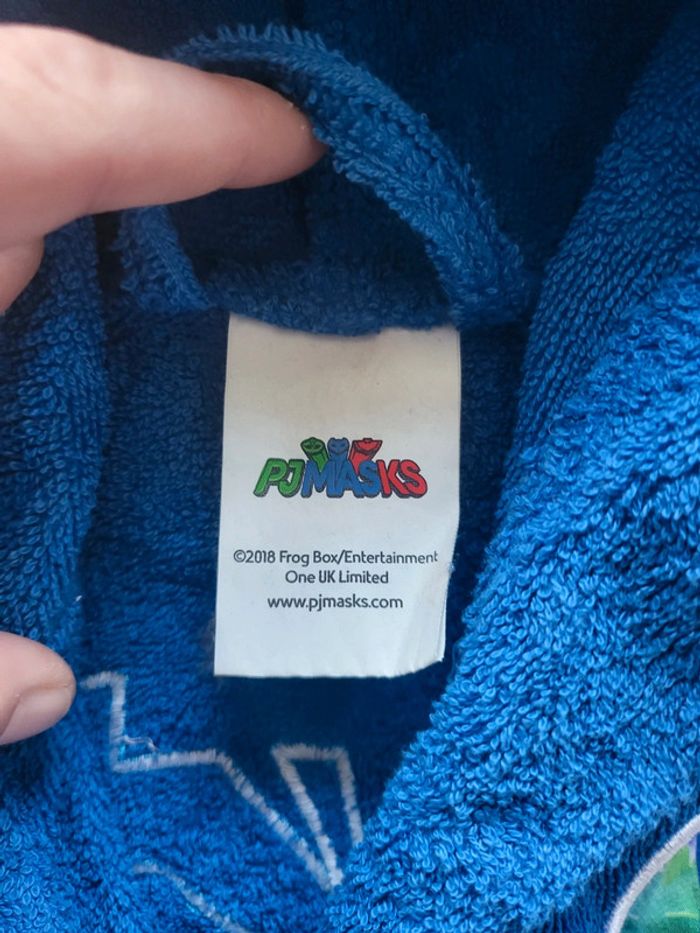 PJMASKS
©2018 Frog Box/Entertainment
One UK Limited
www.pjmasks.com